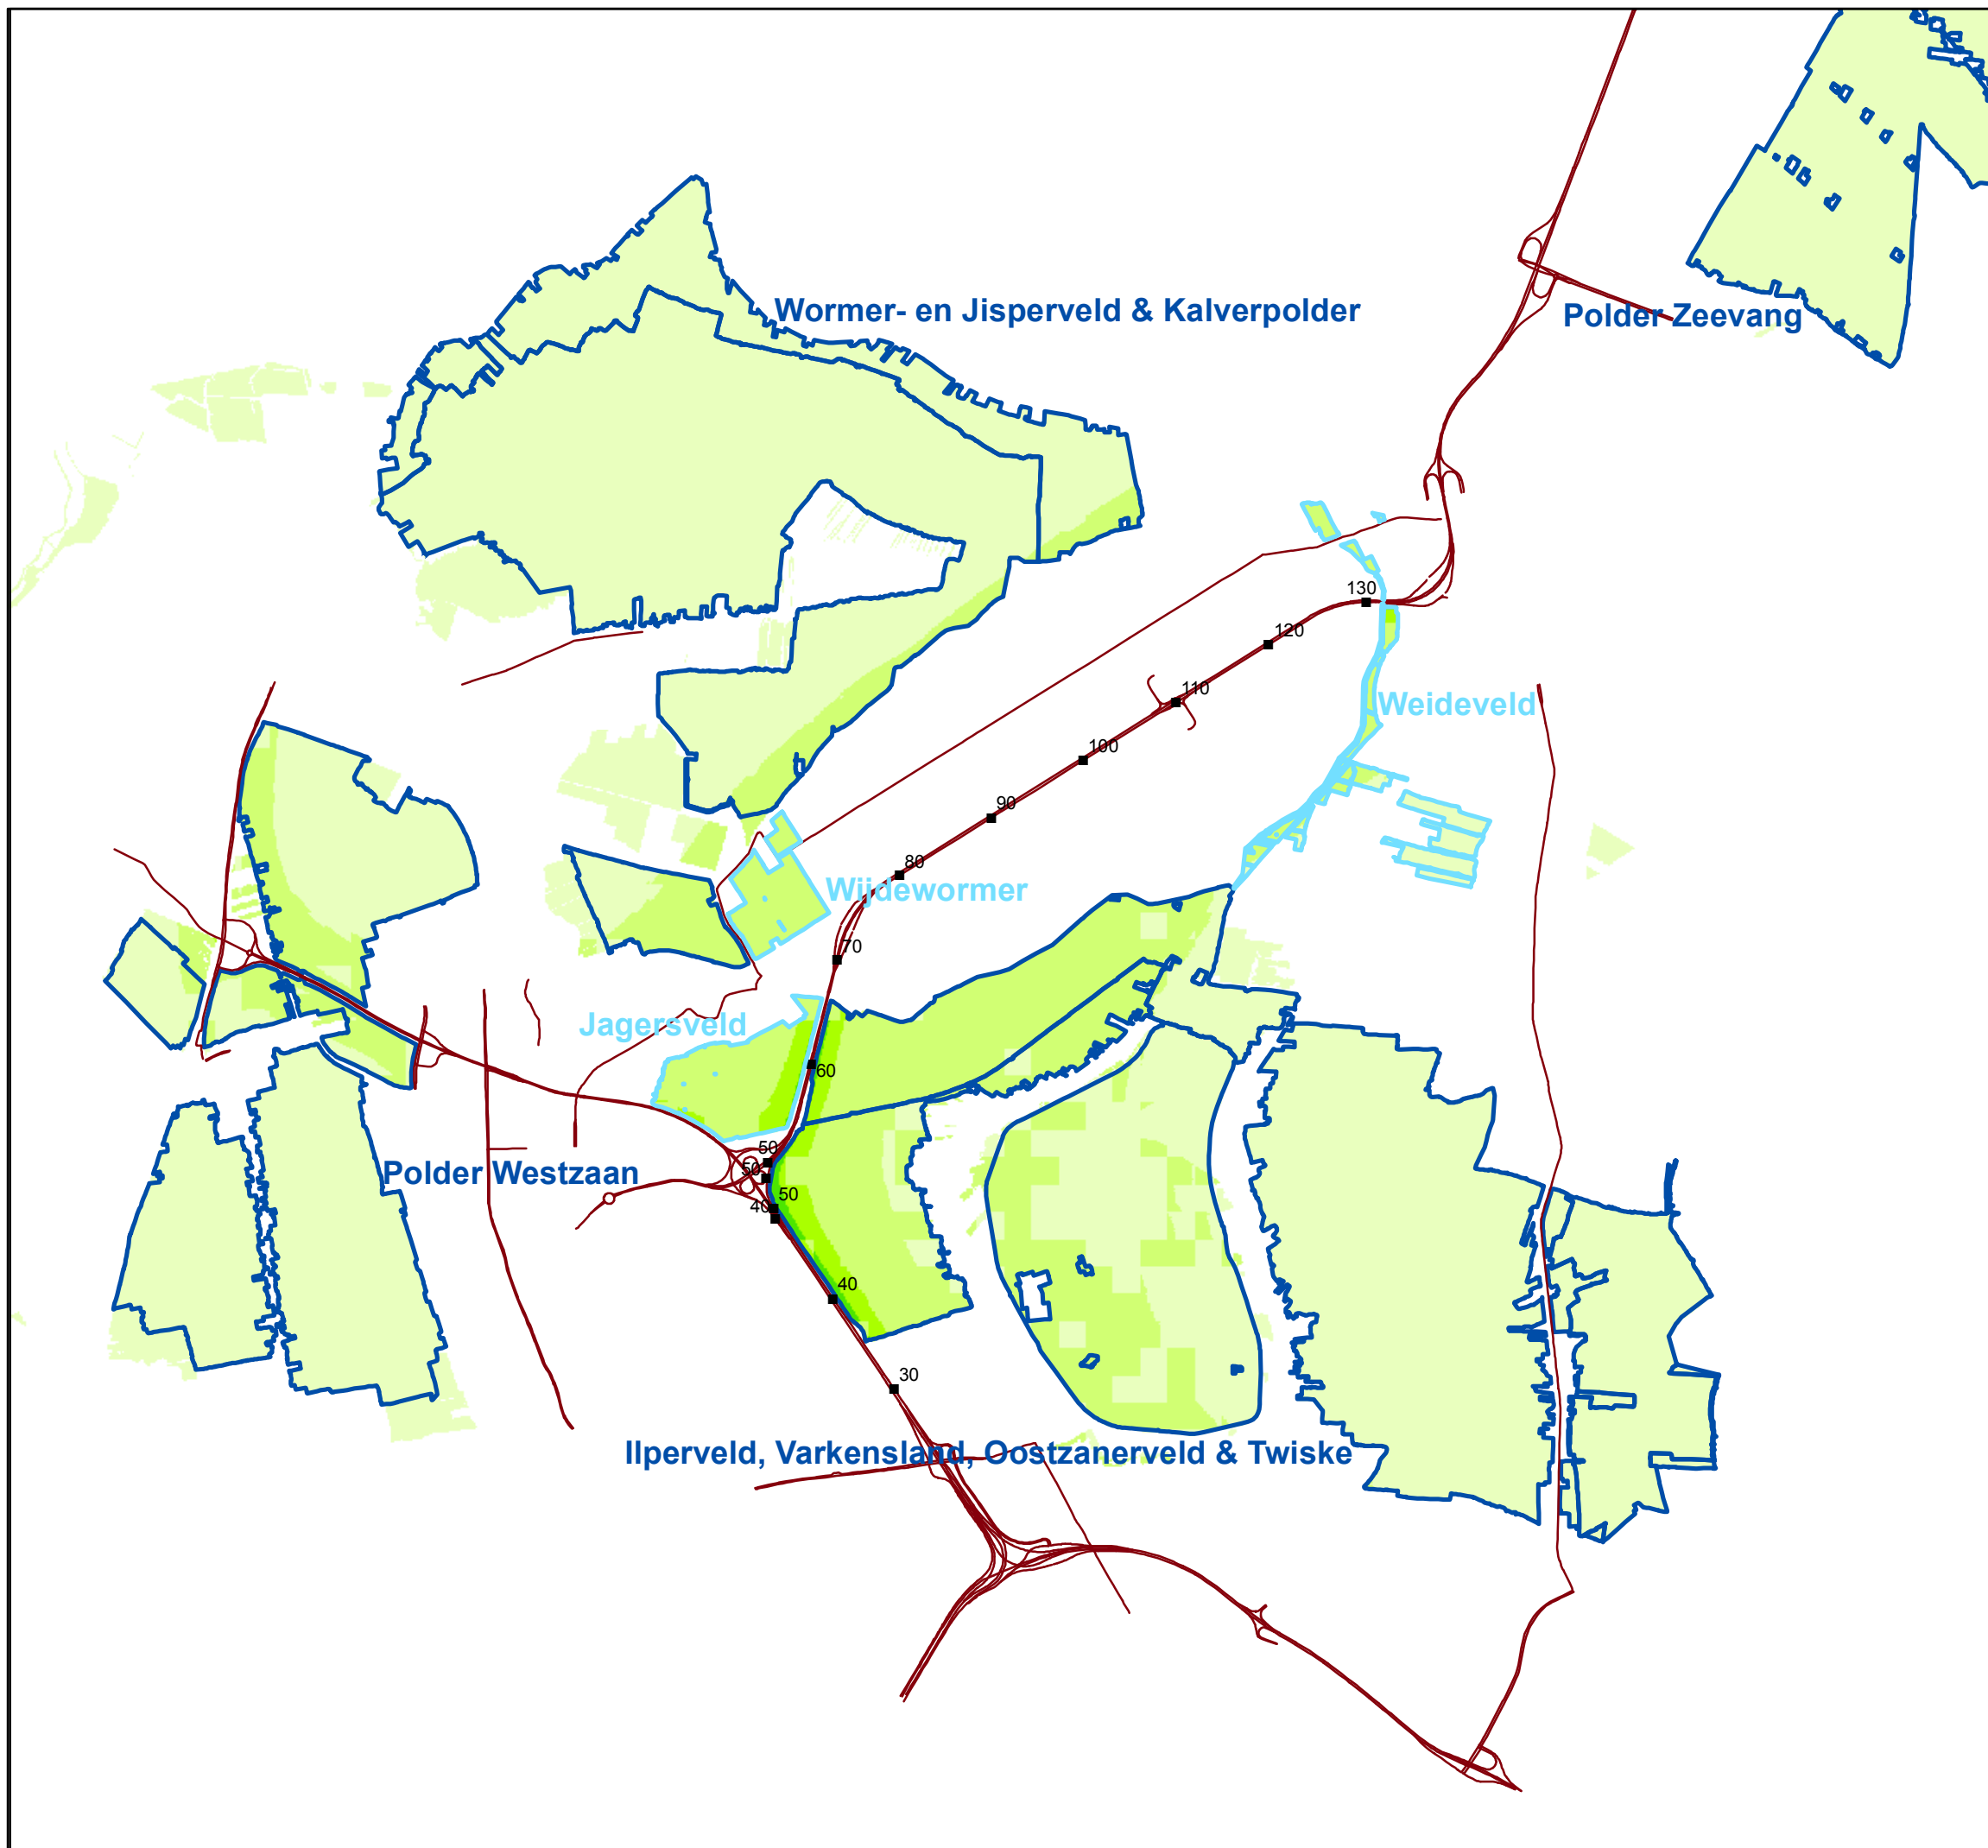 Wormer- en Jisperveld & Kalverpolder
Polder Zeevang
130
120
110
Weideveld
100
90
80
Wijdewormer
70
Jagersveld
60
50
50
Polder Westzaan
50
40
40
30
Ilperveld, Varkensland, Oostzanerveld & Twiske